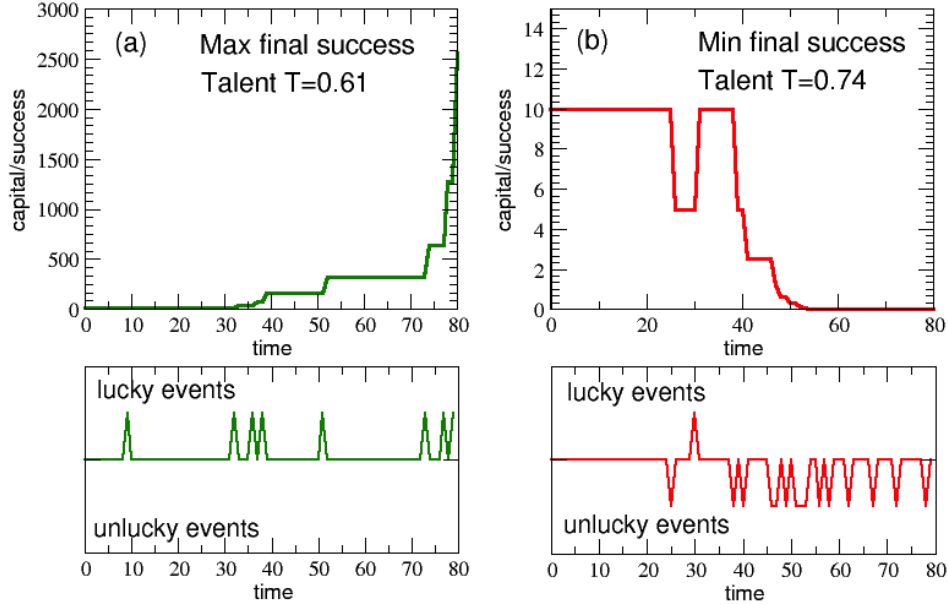 (a)
Max final success
Talent T=0.61
capital/success
3000
2500
2000
1500
1000
500
0
0 10 20 30 40 50 60 70 80
time
lucky events
unlucky events
0 10 20 30 40 50 60 70 80
time
(b)
Min final success
Talent T=0.74
capital/success
14
12
10
8
6
4
2
0
0 20 40 60 80
time
lucky events
unlucky events
0 10 20 30 40 50 60 70 80
time